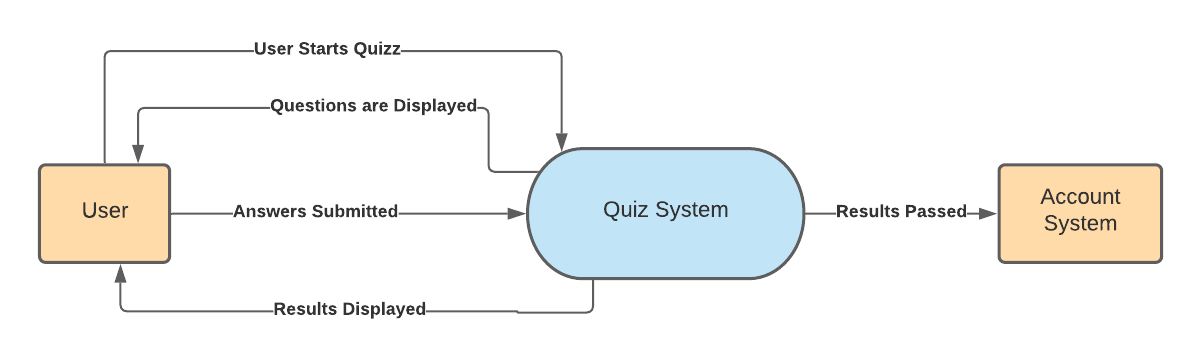 User Starts Quizz
Questions are Displayed
User
Answers Submitted
Quiz System
Results Passed
Account
System
Results Displayed